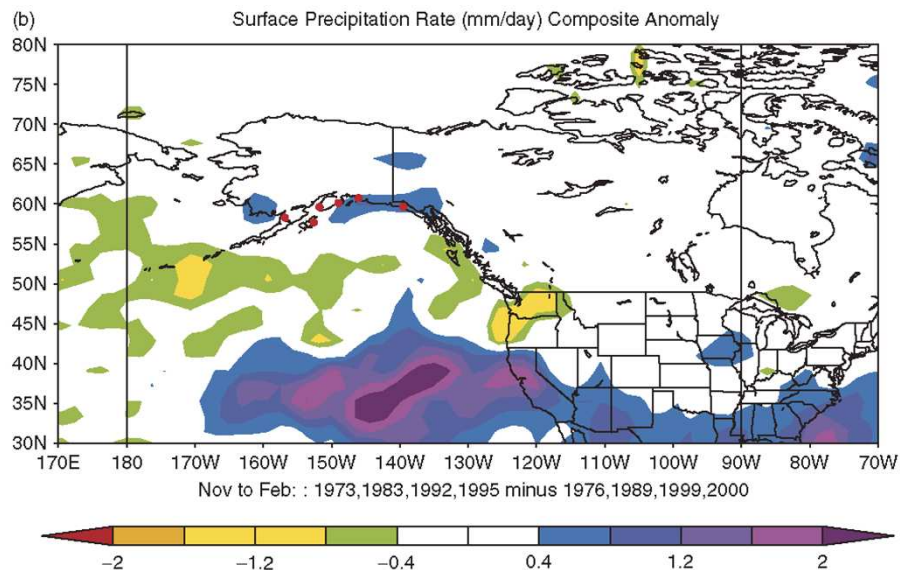 (b) Surface Precipitation Rate (mm/day) Composite Anomaly
80N
75N
70N
65N
60N
55N
50N
45N
40N
35N
30N
170E 180 170W 160W 150W 140W 130W 120W 110W 100W 90W 80W 70W
Nov to Feb: : 1973,1983,1992,1995 minus 1976,1989,1999,2000
−2 −1.2 −0.4 0.4 1.2 2